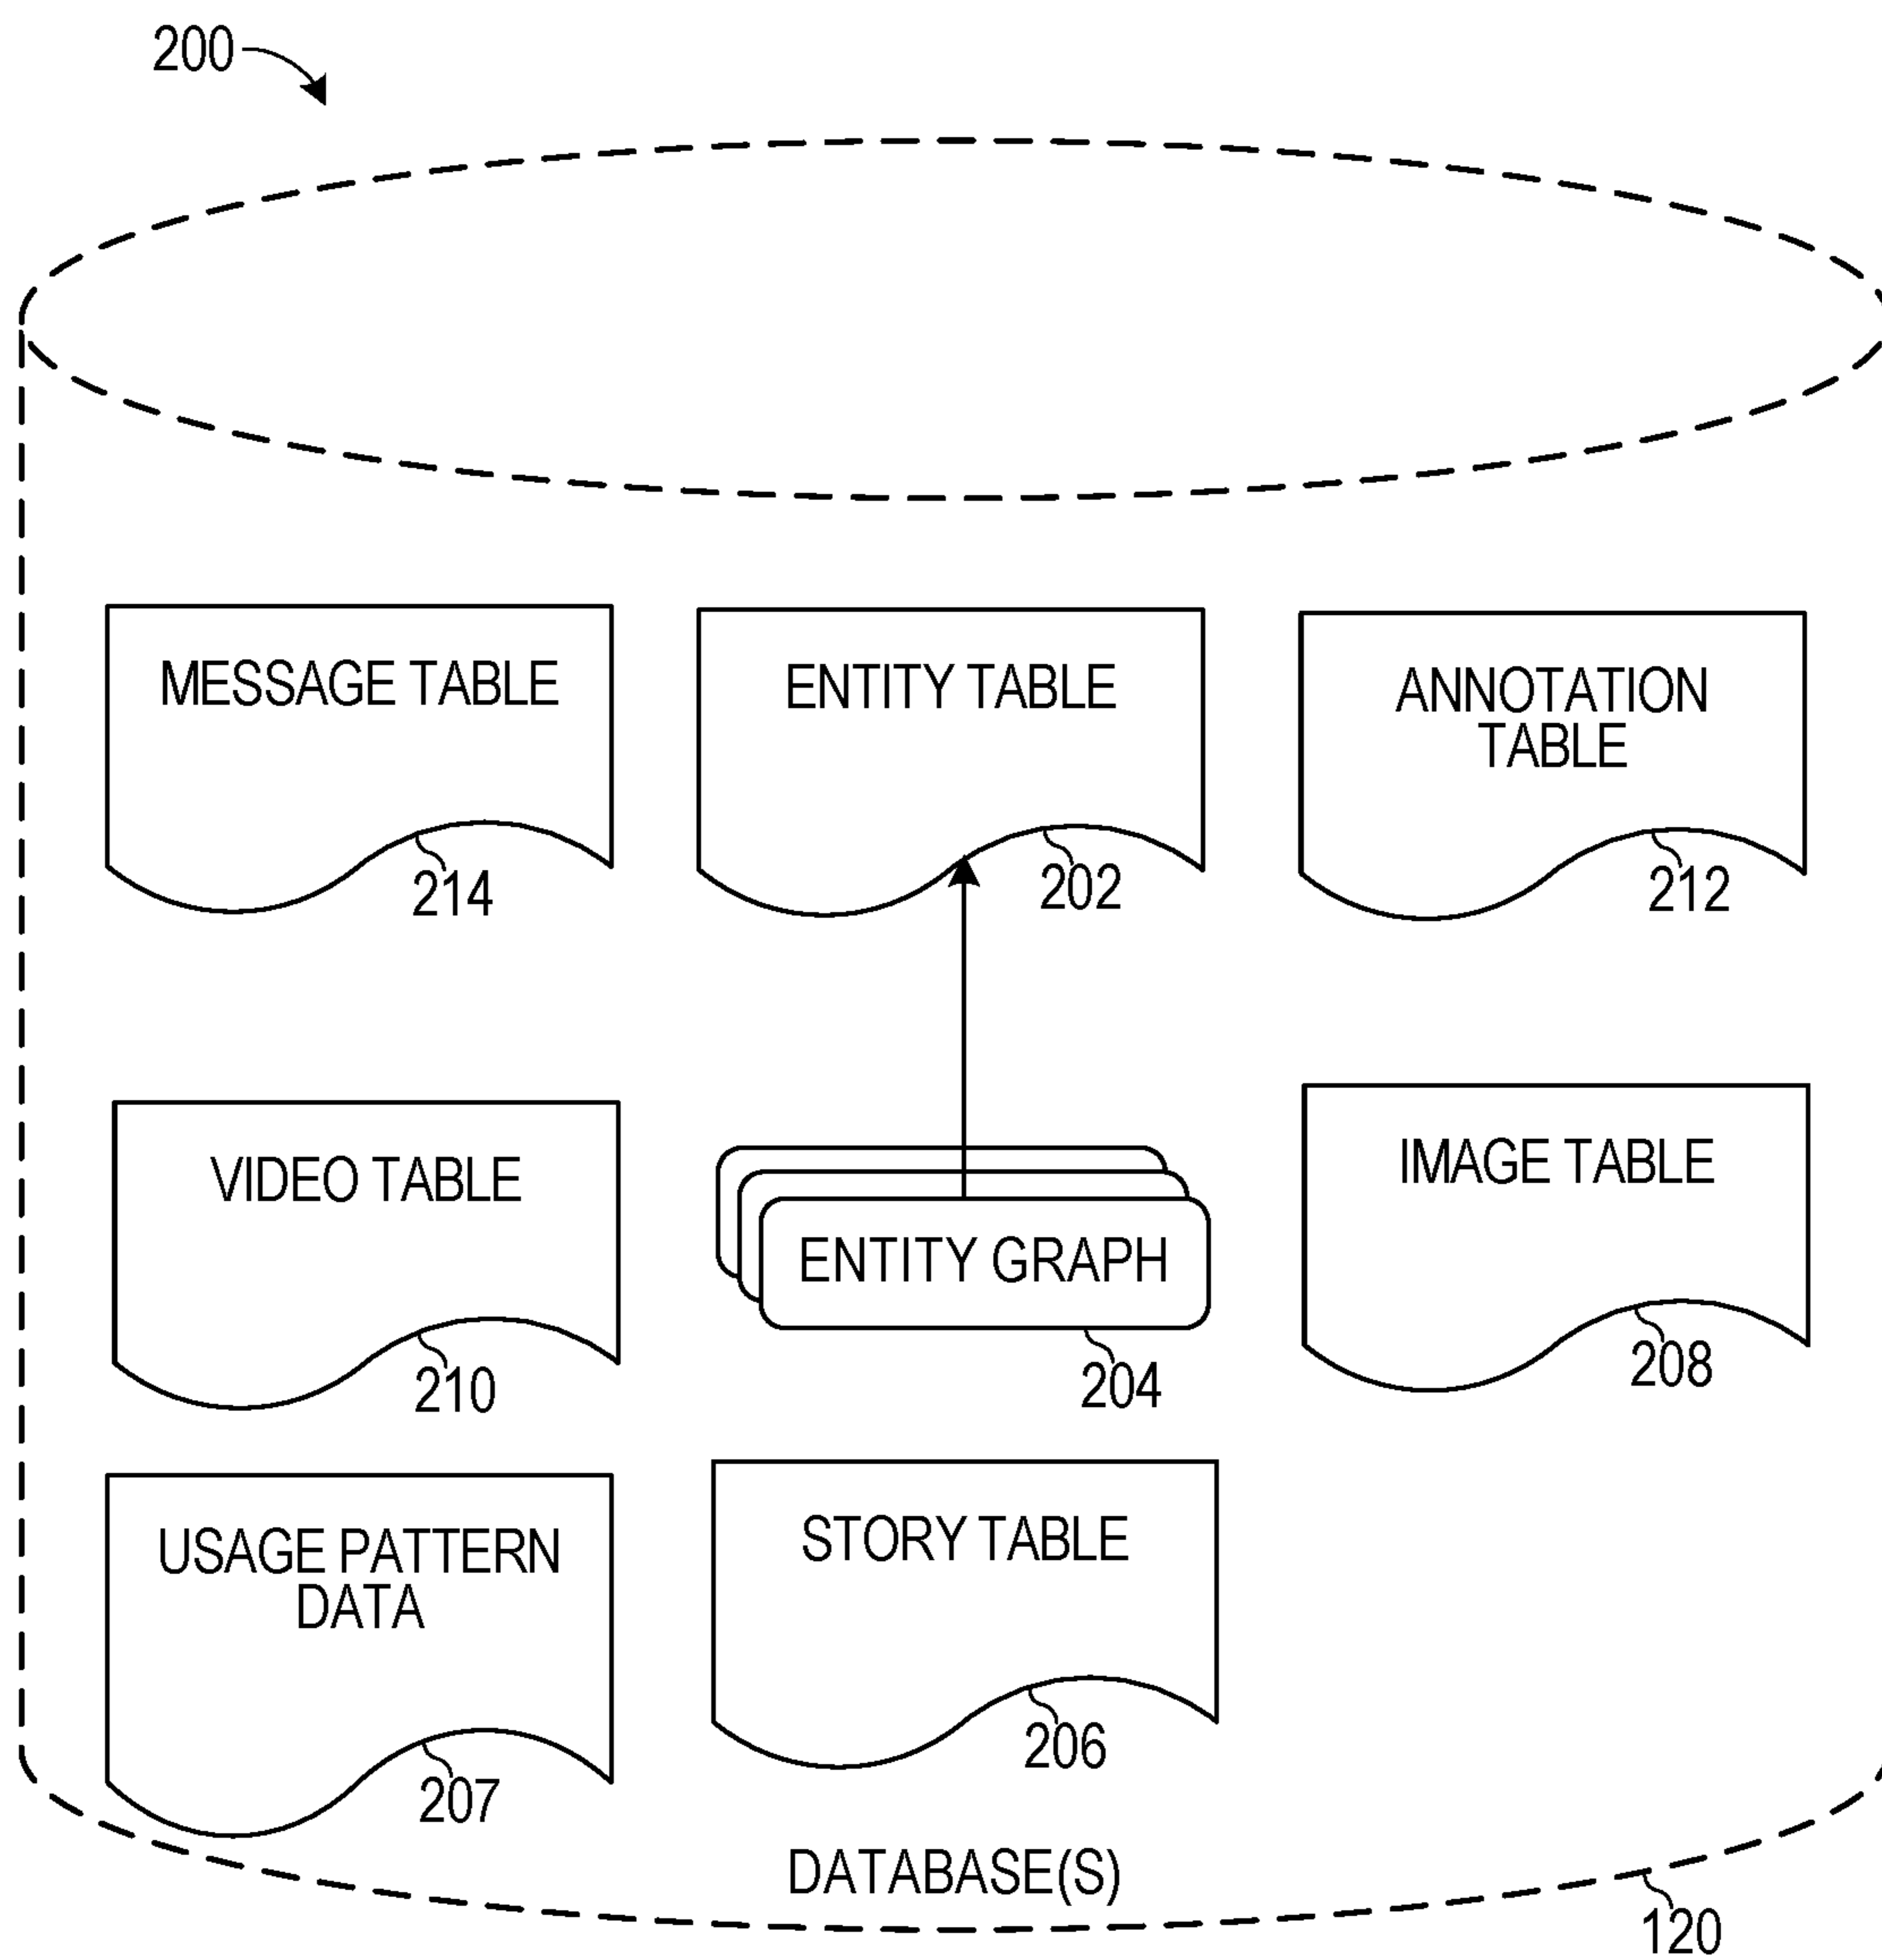 200
MESSAGE TABLE
214
ENTITY TABLE
202
ANNOTATION
TABLE
212
VIDEO TABLE
210
ENTITY GRAPH
204
IMAGE TABLE
208
USAGE PATTERN
DATA
207
STORY TABLE
206
DATABASE(S)
120